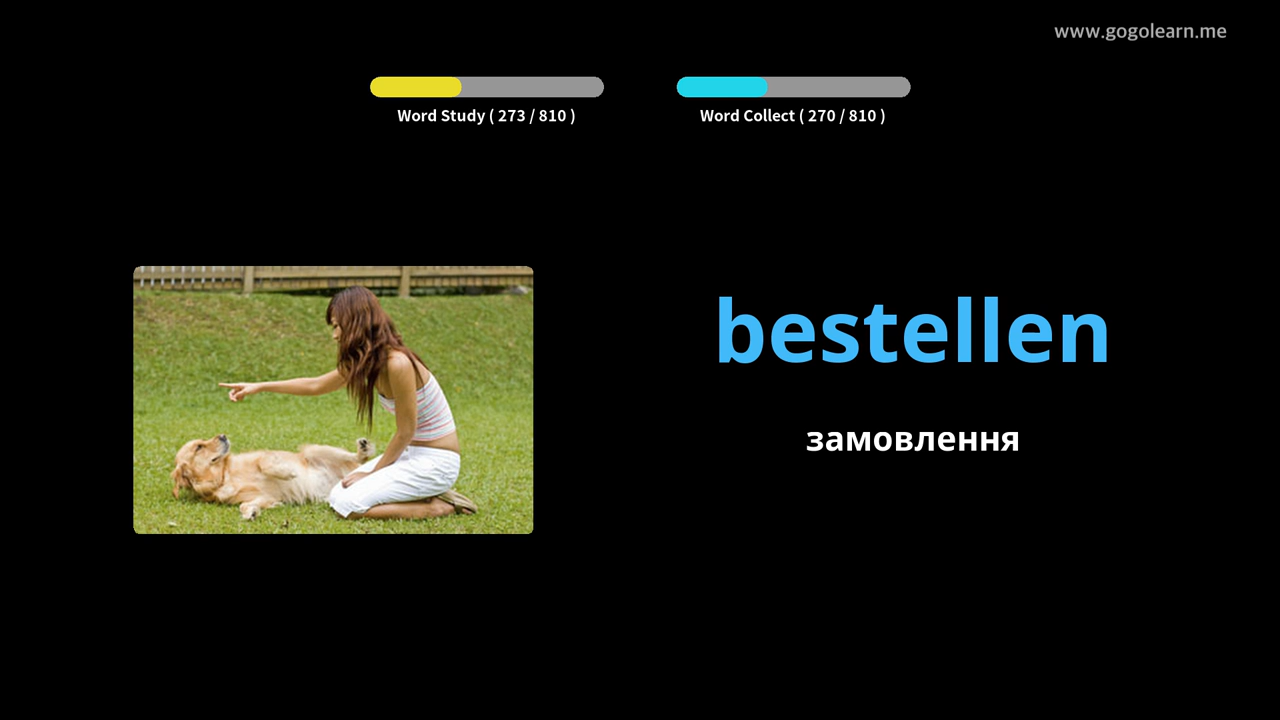 www.gogolearn.me
Word Study ( 273 / 810 )
Word Collect ( 270 / 810 )
bestellen
замовлення